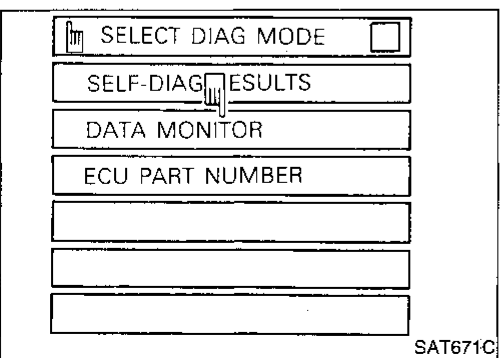 SELECT DIAG MODE
SELF-DIAG ESULTS
DATA MONITOR
ECU PART NUMBER
SAT671C